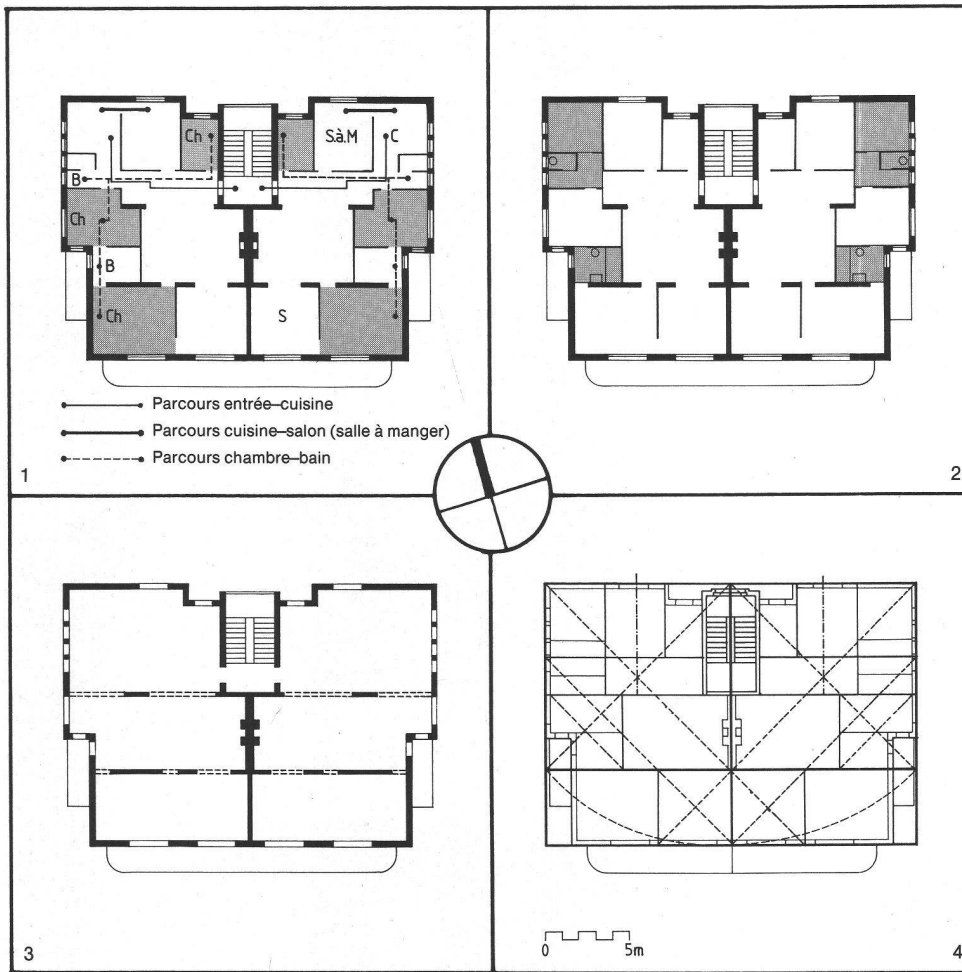 Ch
S.à.M
C
B
Ch
B
Ch
S
Parcours entrée–cuisine
Parcours cuisine–salon (salle à manger)
Parcours chambre–bain
1
2
3
0 5m
4